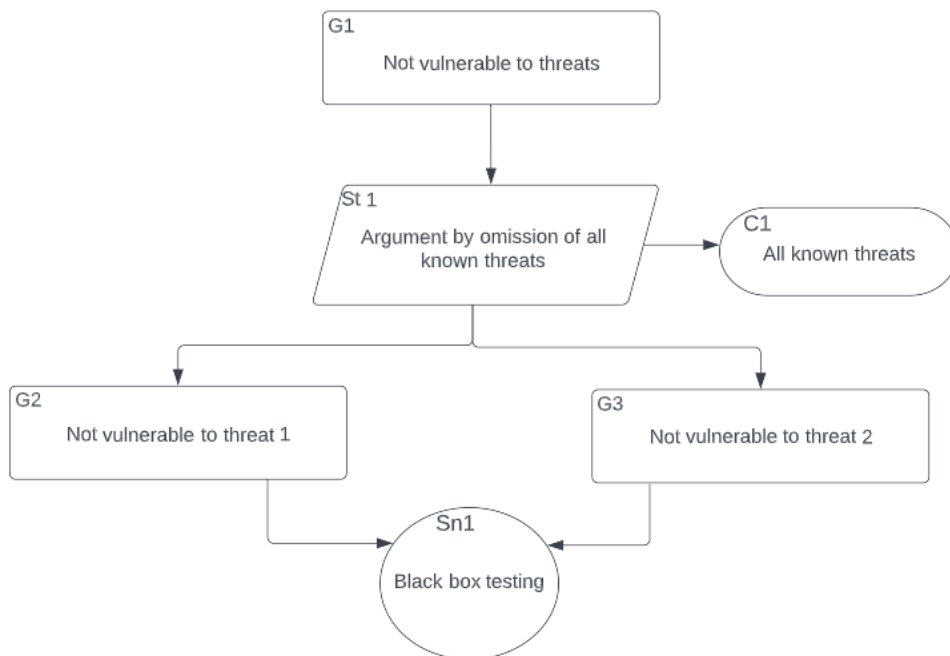 G1
Not vulnerable to threats
St 1
Argument by omission of all
known threats
C1
All known threats
G2
Not vulnerable to threat 1
G3
Not vulnerable to threat 2
Sn1
Black box testing